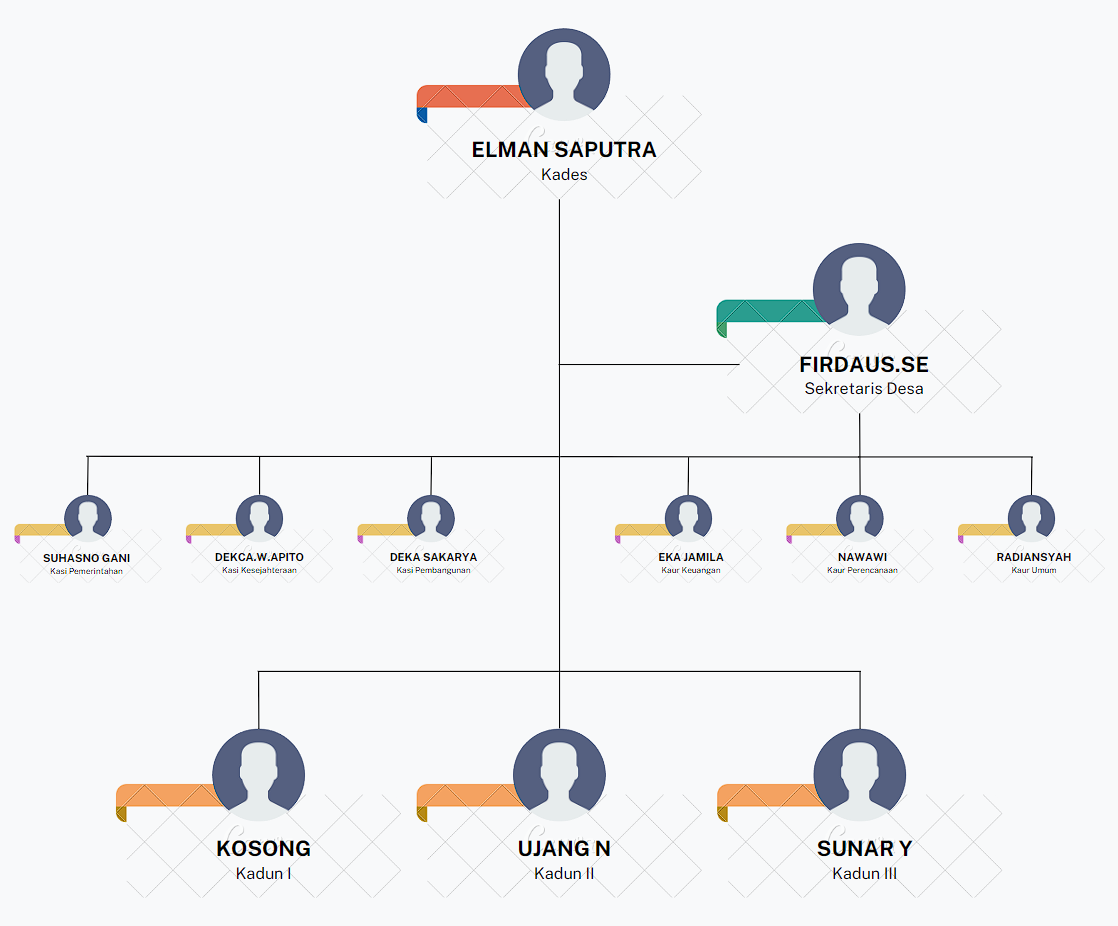 ELMAN SAPUTRA
Kades
FIRDAUS.SE
Sekretaris Desa
SUHASNO GANI
Kasi Pemerintahan
DEKCA.W.APITO
Kasi Kesejahteraan
DEKA SAKARYA
Kasi Pembangunan
EKA JAMILA
Kaur Keuangan
NAWAWI
Kaur Perencanaan
RADIANSYAH
Kaur Umum
KOSONG
Kadun I
UJANG N
Kadun II
SUNAR Y
Kadun III